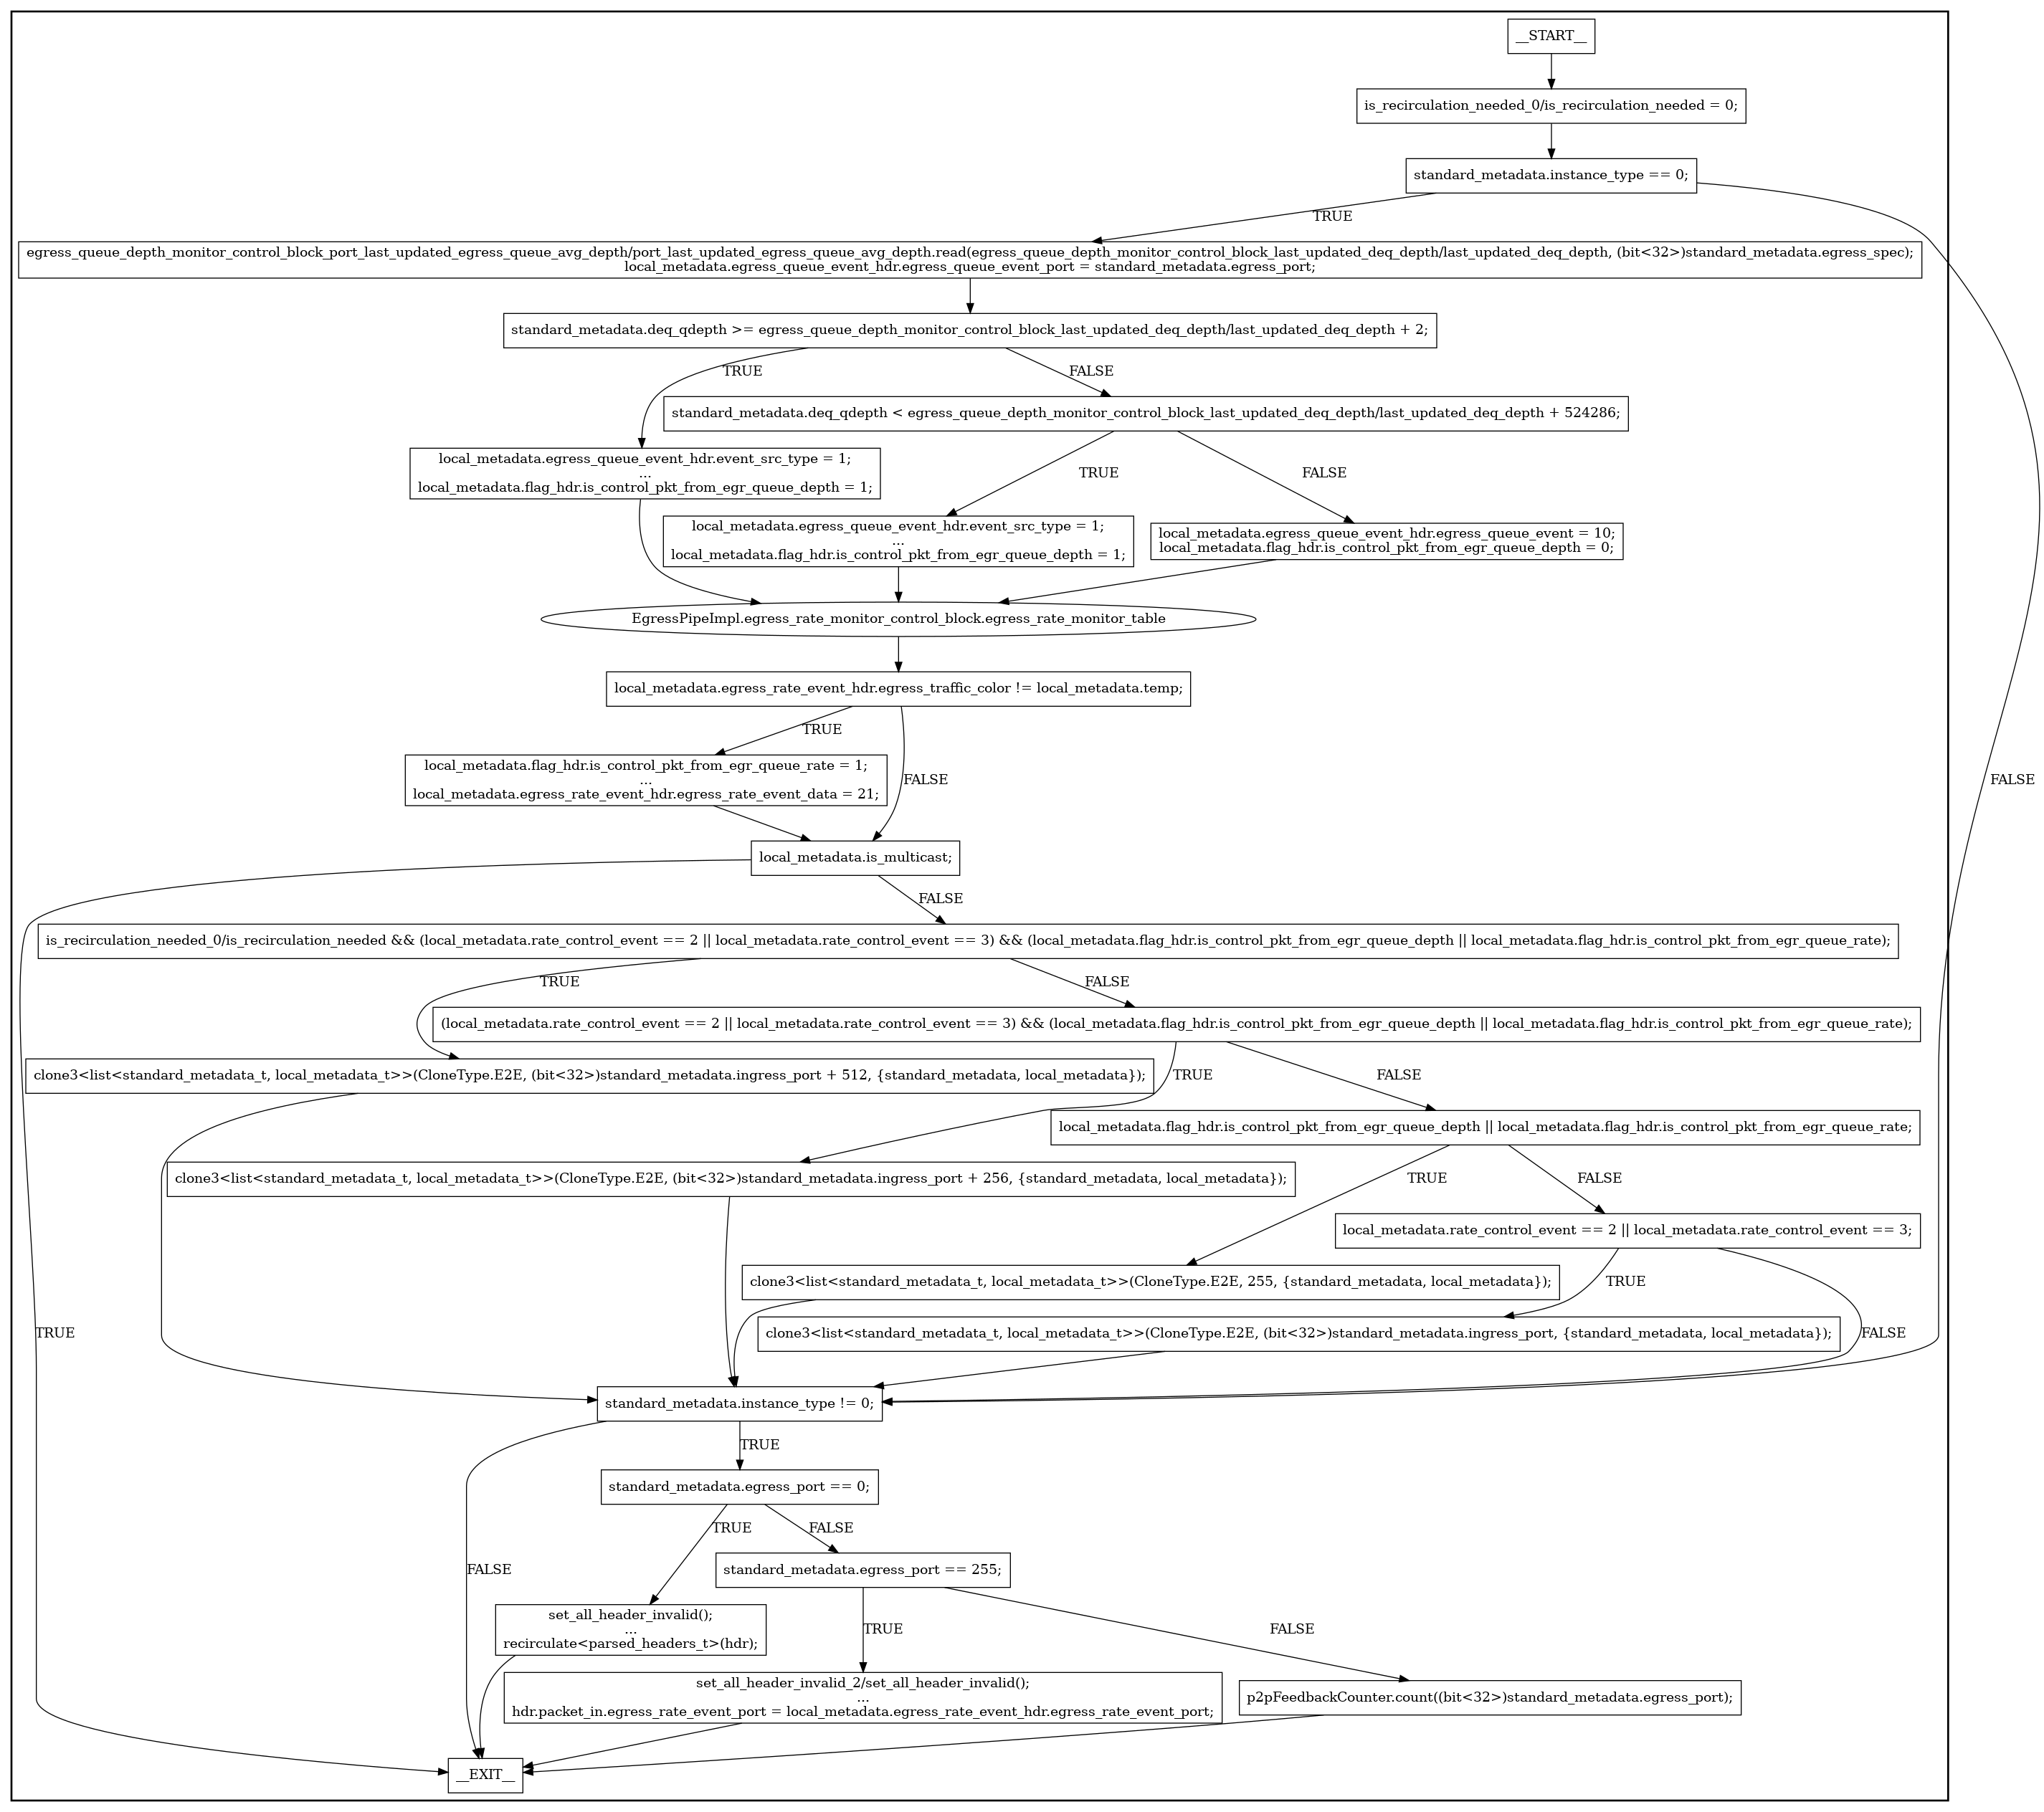 __START__
is_recirculation_needed_0/is_recirculation_needed = 0;
standard_metadata.instance_type == 0;
TRUE
egress_queue_depth_monitor_control_block_port_last_updated_egress_queue_avg_depth/port_last_updated_egress_queue_avg_depth.read(egress_queue_depth_monitor_control_block_last_updated_deq_depth/last_updated_deq_depth, (bit<32>)standard_metadata.egress_spec);
local_metadata.egress_queue_event_hdr.egress_queue_event_port = standard_metadata.egress_port;
standard_metadata.deq_qdepth >= egress_queue_depth_monitor_control_block_last_updated_deq_depth/last_updated_deq_depth + 2;
TRUE
FALSE
standard_metadata.deq_qdepth < egress_queue_depth_monitor_control_block_last_updated_deq_depth/last_updated_deq_depth + 524286;
local_metadata.egress_queue_event_hdr.event_src_type = 1;
...
local_metadata.flag_hdr.is_control_pkt_from_egr_queue_depth = 1;
TRUE
FALSE
local_metadata.egress_queue_event_hdr.event_src_type = 1;
...
local_metadata.flag_hdr.is_control_pkt_from_egr_queue_depth = 1;
local_metadata.egress_queue_event_hdr.egress_queue_event = 10;
local_metadata.flag_hdr.is_control_pkt_from_egr_queue_depth = 0;
EgressPipeImpl.egress_rate_monitor_control_block.egress_rate_monitor_table
local_metadata.egress_rate_event_hdr.egress_traffic_color != local_metadata.temp;
TRUE
FALSE
FALSE
local_metadata.flag_hdr.is_control_pkt_from_egr_queue_rate = 1;
...
local_metadata.egress_rate_event_hdr.egress_rate_event_data = 21;
local_metadata.is_multicast;
FALSE
is_recirculation_needed_0/is_recirculation_needed && (local_metadata.rate_control_event == 2 || local_metadata.rate_control_event == 3) && (local_metadata.flag_hdr.is_control_pkt_from_egr_queue_depth || local_metadata.flag_hdr.is_control_pkt_from_egr_queue_rate);
TRUE
FALSE
(local_metadata.rate_control_event == 2 || local_metadata.rate_control_event == 3) && (local_metadata.flag_hdr.is_control_pkt_from_egr_queue_depth || local_metadata.flag_hdr.is_control_pkt_from_egr_queue_rate);
clone3<list<standard_metadata_t, local_metadata_t>>(CloneType.E2E, (bit<32>)standard_metadata.ingress_port + 512, {standard_metadata, local_metadata});
TRUE
FALSE
local_metadata.flag_hdr.is_control_pkt_from_egr_queue_depth || local_metadata.flag_hdr.is_control_pkt_from_egr_queue_rate;
clone3<list<standard_metadata_t, local_metadata_t>>(CloneType.E2E, (bit<32>)standard_metadata.ingress_port + 256, {standard_metadata, local_metadata});
TRUE
FALSE
local_metadata.rate_control_event == 2 || local_metadata.rate_control_event == 3;
clone3<list<standard_metadata_t, local_metadata_t>>(CloneType.E2E, 255, {standard_metadata, local_metadata});
TRUE
clone3<list<standard_metadata_t, local_metadata_t>>(CloneType.E2E, (bit<32>)standard_metadata.ingress_port, {standard_metadata, local_metadata});
TRUE
FALSE
standard_metadata.instance_type != 0;
TRUE
standard_metadata.egress_port == 0;
TRUE
FALSE
FALSE
standard_metadata.egress_port == 255;
set_all_header_invalid();
...
recirculate<parsed_headers_t>(hdr);
TRUE
FALSE
set_all_header_invalid_2/set_all_header_invalid();
...
hdr.packet_in.egress_rate_event_port = local_metadata.egress_rate_event_hdr.egress_rate_event_port;
p2pFeedbackCounter.count((bit<32>)standard_metadata.egress_port);
__EXIT__